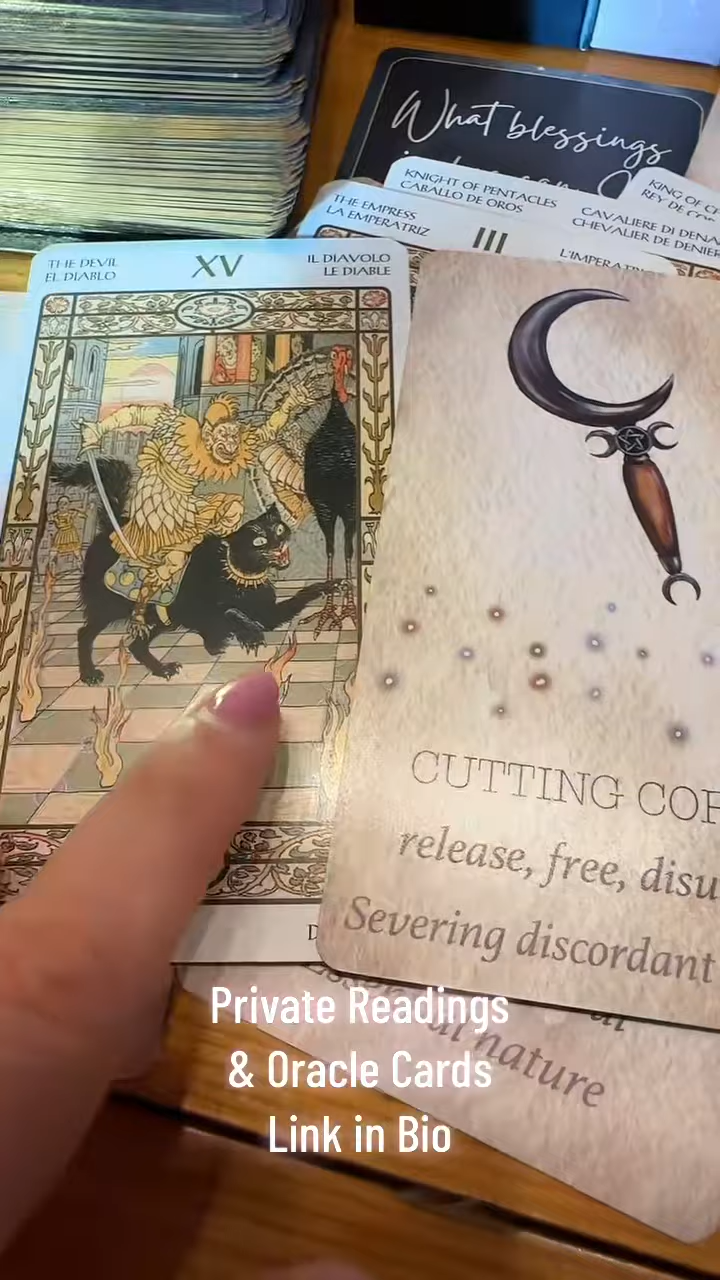 What blessings
KNIGHT OF PENTACLES
CABALLO DE OROS
KING OF
REY DE
THE EMPRESS
LA EMPERATRIZ
III
CAVALIERE DI DENA
CHEVALIER DE DENIER
THE DEVIL
EL DIABLO
XV
IL DIAVOLO
LE DIABLE
CUTTING
release, free, disu
Severing discordant
nature
Private Readings
& Oracle Cards
Link in Bio